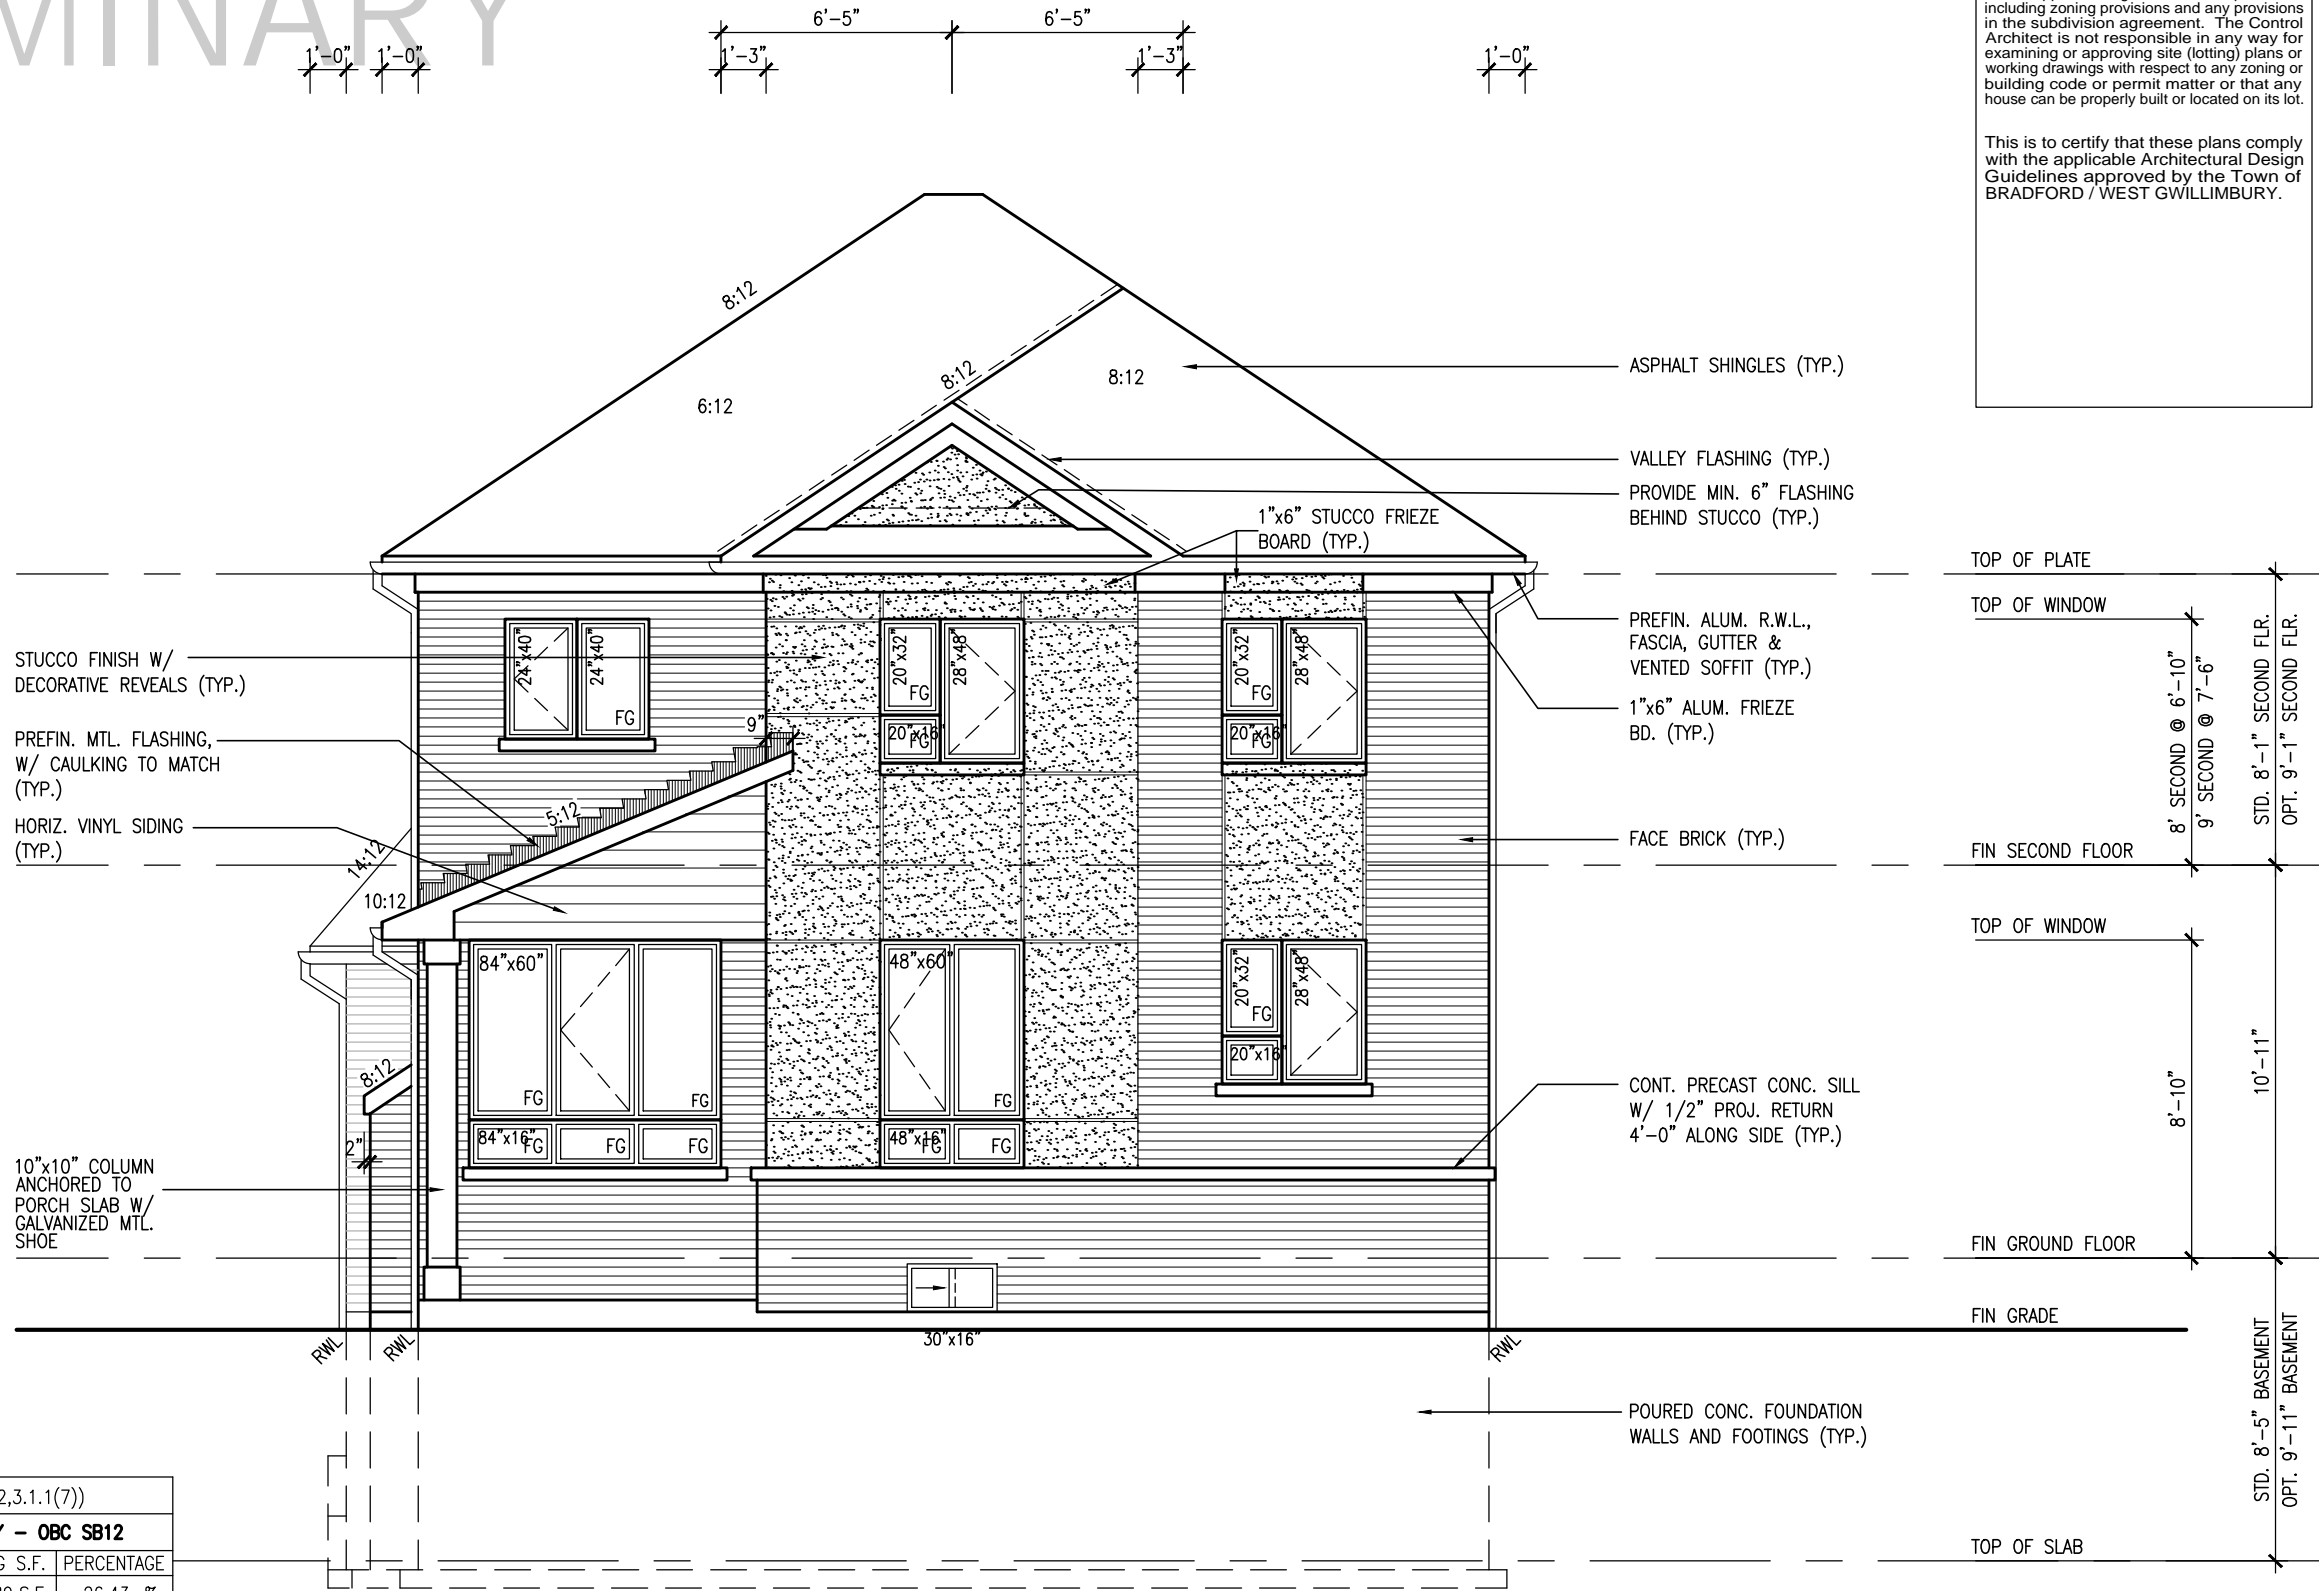 MINARY
6'-5" 6'-5"
1'-0" 1'-0" 1'-3" 1'-3" 1'-0"
including zoning provisions and any provisions
in the subdivision agreement. The Control
Architect is not responsible in any way for
examining or approving site (lotting) plans or
working drawings with respect to any zoning or
building code or permit matter or that any
house can be properly built or located on its lot.
This is to certify that these plans comply
with the applicable Architectural Design
Guidelines approved by the Town of
BRADFORD / WEST GWILLIMBURY.
8:12
8:12
8:12
6:12
ASPHALT SHINGLES (TYP.)
VALLEY FLASHING (TYP.)
PROVIDE MIN. 6" FLASHING
BEHIND STUCCO (TYP.)
1"x6" STUCCO FRIEZE
BOARD (TYP.)
PREFIN. ALUM. R.W.L.,
FASCIA, GUTTER &
VENTED SOFFIT (TYP.)
1"x6" ALUM. FRIEZE
BD. (TYP.)
FACE BRICK (TYP.)
CONT. PRECAST CONC. SILL
W/ 1/2" PROJ. RETURN
4'-0" ALONG SIDE (TYP.)
POURED CONC. FOUNDATION
WALLS AND FOOTINGS (TYP.)
STUCCO FINISH W/
DECORATIVE REVEALS (TYP.)
PREFIN. MTL. FLASHING,
W/ CAULKING TO MATCH
(TYP.)
HORIZ. VINYL SIDING
(TYP.)
10"x10" COLUMN
ANCHORED TO
PORCH SLAB W/
GALVANIZED MTL.
SHOE
24"x40"
24"x40"
FG
20"x32"
FG
28"x48"
20"x16"
FG
20"x32"
FG
28"x48"
20"x16"
FG
9"
5:12
14:12
10:12
8:12
2"
84"x60"
FG
FG
84"x16"
FG
FG
FG
48"x60"
FG
48"x16"
FG
FG
20"x32"
FG
28"x48"
20"x16"
30"x16"
RWL
RWL
RWL
TOP OF PLATE
TOP OF WINDOW
FIN SECOND FLOOR
TOP OF WINDOW
FIN GROUND FLOOR
FIN GRADE
TOP OF SLAB
8' SECOND @ 6'-10"
9' SECOND @ 7'-6"
STD. 8'-1" SECOND FLR.
OPT. 9'-1" SECOND FLR.
8'-10"
10'-11"
STD. 8'-5" BASEMENT
OPT. 9'-11" BASEMENT
2,3.1.1(7))
- OBC SB12
S.F. PERCENTAGE